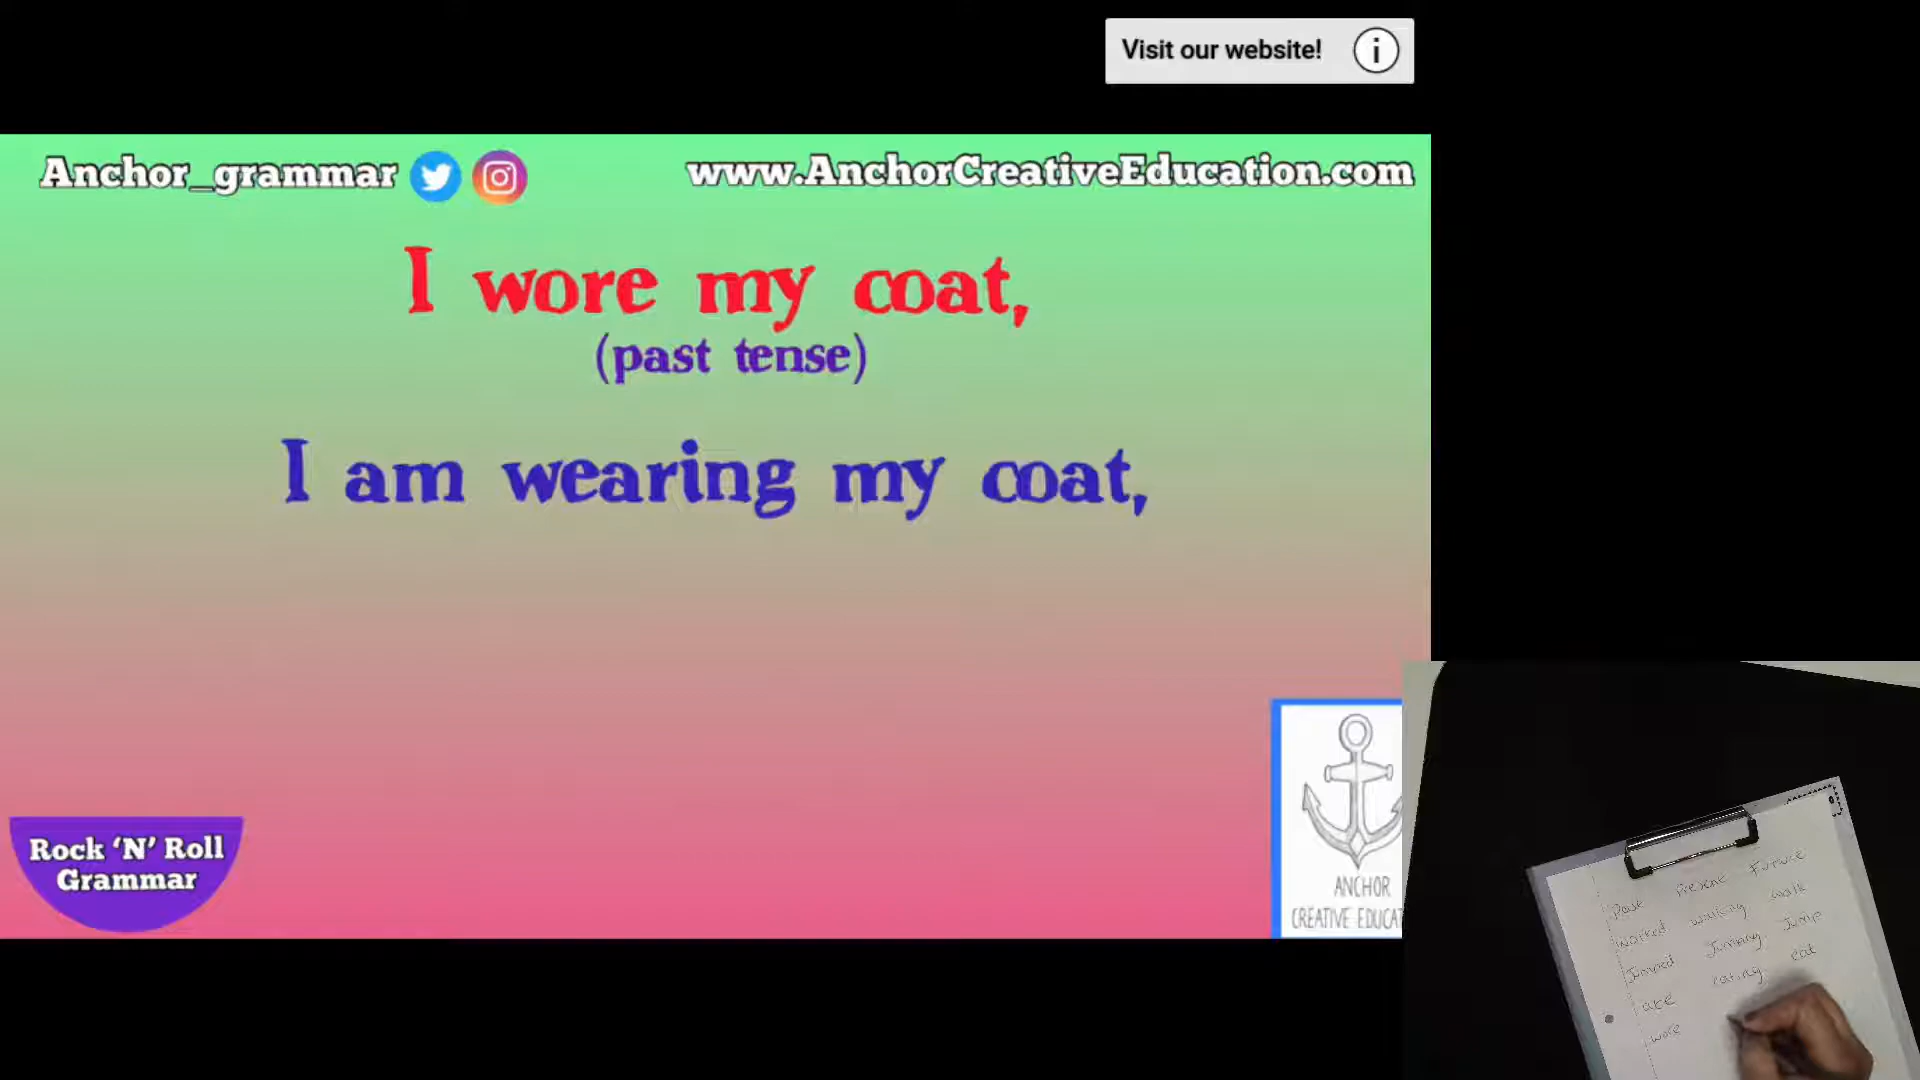 Visit our website!
Anchor_grammar
www.AnchorCreativeEducation.com
I wore my coat,
(past tense)
I am wearing my coat,
Rock ‘N’ Roll
Grammar
ANCHOR
CREATIVE EDUCAT
Past Present Future
walked walking walk
Jumped Jump
ate eating eat
wore